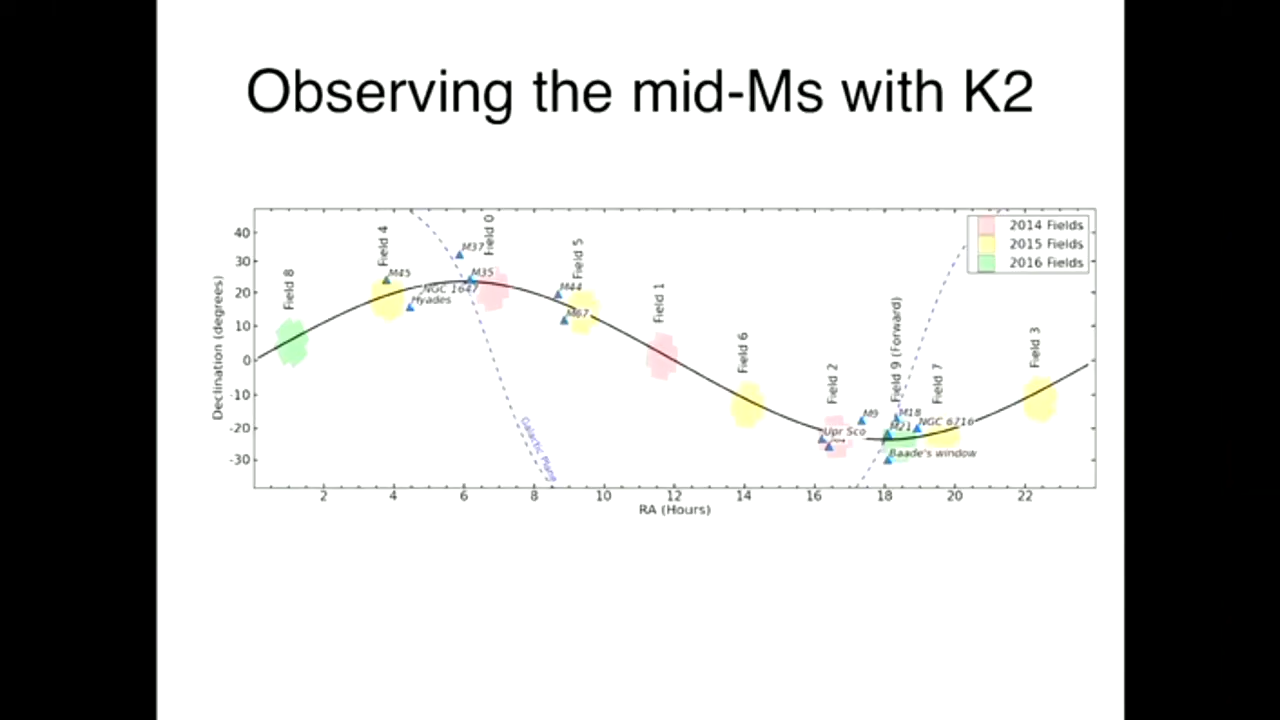 Observing the mid-Ms with K2
2014 Fields
2015 Fields
2016 Fields
Field 8
Field 4
Field 0
Field 5
Field 1
Field 6
Field 2
Field 9 (Forward)
Field 7
Field 3
M37
M45
M35
NGC 1647
Hyades
M44
M67
M9
M18
NGC 6716
M21
Upr Sco
Baade's window
Galactic Plane
Declination (degrees)
40
30
20
10
0
-10
-20
-30
2 4 6 8 10 12 14 16 18 20 22
RA (Hours)